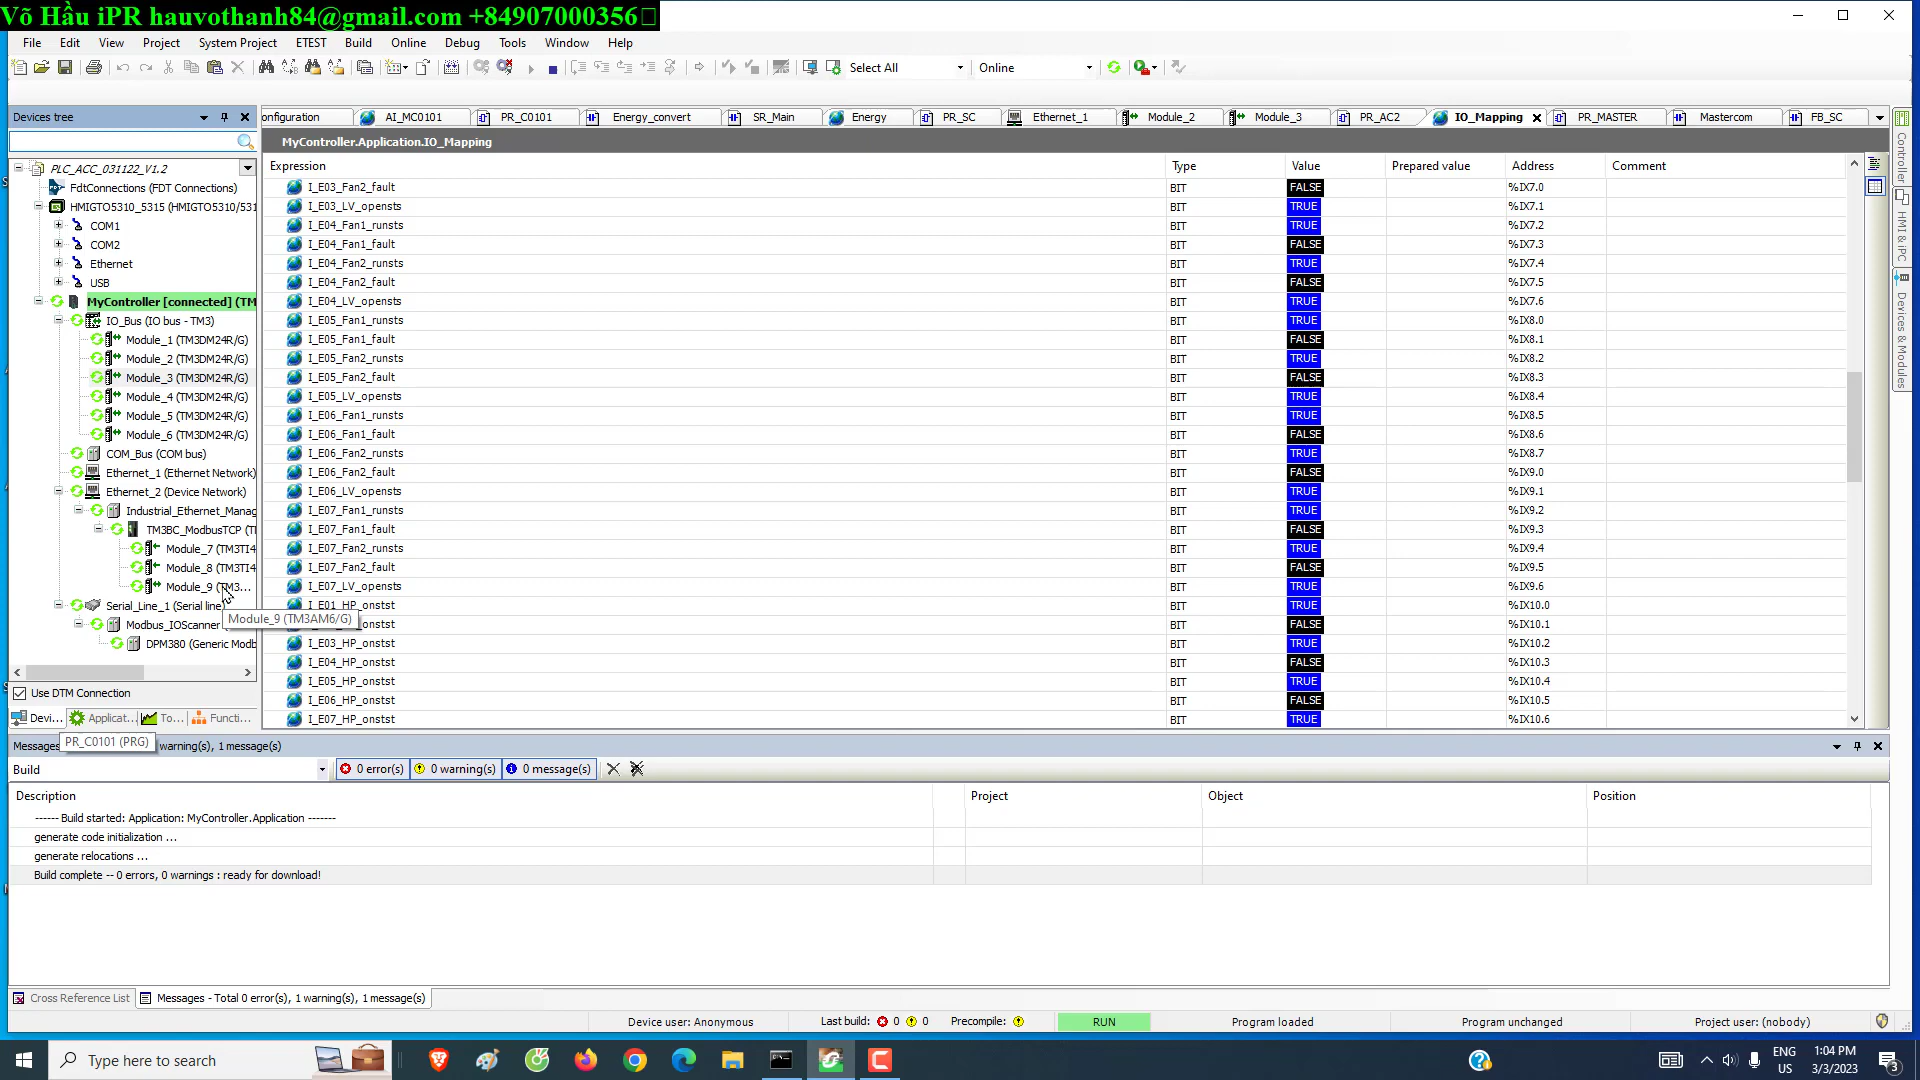 Võ Hầu iPR hauvothanh84@gmail.com +84907000356
File Edit View Project System Project ETEST Build Online Debug Tools Window Help
Select All Online
Devices tree
onfiguration AI_MC0101 PR_C0101 Energy_convert SR_Main Energy PR_SC Ethernet_1 Module_2 Module_3 PR_AC2 IO_Mapping PR_MASTER Mastercom FB_SC
MyController.Application.IO_Mapping
PLC_ACC_031122_V1.2
FdtConnections (FDT Connections)
HMIGTO5310_5315 (HMIGTO5310/531
COM1
COM2
Ethernet
USB
MyController [connected] (TM
IO_Bus (IO bus - TM3)
Module_1 (TM3DM24R/G)
Module_2 (TM3DM24R/G)
Module_3 (TM3DM24R/G)
Module_4 (TM3DM24R/G)
Module_5 (TM3DM24R/G)
Module_6 (TM3DM24R/G)
COM_Bus (COM bus)
Ethernet_1 (Ethernet Network)
Ethernet_2 (Device Network)
Industrial_Ethernet_Manag
TM3BC_ModbusTCP (TI
Module_7 (TM3TI4
Module_8 (TM3TI4
Module_9 (TM3...
Serial_Line_1 (Serial line)
Module_9 (TM3AM6/G)
Modbus_IOScanner
DPM380 (Generic Modb
Use DTM Connection
Devi... Applicat... To... Functi...
PR_C0101 (PRG)
Expression Type Value Prepared value Address Comment
I_E03_Fan2_fault BIT FALSE %IX7.0
I_E03_LV_opensts BIT TRUE %IX7.1
I_E04_Fan1_runsts BIT TRUE %IX7.2
I_E04_Fan1_fault BIT FALSE %IX7.3
I_E04_Fan2_runsts BIT TRUE %IX7.4
I_E04_Fan2_fault BIT FALSE %IX7.5
I_E04_LV_opensts BIT TRUE %IX7.6
I_E05_Fan1_runsts BIT TRUE %IX8.0
I_E05_Fan1_fault BIT FALSE %IX8.1
I_E05_Fan2_runsts BIT TRUE %IX8.2
I_E05_Fan2_fault BIT FALSE %IX8.3
I_E05_LV_opensts BIT TRUE %IX8.4
I_E06_Fan1_runsts BIT TRUE %IX8.5
I_E06_Fan1_fault BIT FALSE %IX8.6
I_E06_Fan2_runsts BIT TRUE %IX8.7
I_E06_Fan2_fault BIT FALSE %IX9.0
I_E06_LV_opensts BIT TRUE %IX9.1
I_E07_Fan1_runsts BIT TRUE %IX9.2
I_E07_Fan1_fault BIT FALSE %IX9.3
I_E07_Fan2_runsts BIT TRUE %IX9.4
I_E07_Fan2_fault BIT FALSE %IX9.5
I_E07_LV_opensts BIT TRUE %IX9.6
I_E01_HP_onstst BIT TRUE %IX10.0
onstst BIT FALSE %IX10.1
I_E03_HP_onstst BIT TRUE %IX10.2
I_E04_HP_onstst BIT FALSE %IX10.3
I_E05_HP_onstst BIT TRUE %IX10.4
I_E06_HP_onstst BIT FALSE %IX10.5
I_E07_HP_onstst BIT TRUE %IX10.6
Controller
HMI & iPC
Devices & Modules
Messages warning(s), 1 message(s)
Build 0 error(s) 0 warning(s) 0 message(s)
Description Project Object Position
------ Build started: Application: MyController.Application -------
generate code initialization ...
generate relocations ...
Build complete -- 0 errors, 0 warnings : ready for download!
Cross Reference List Messages - Total 0 error(s), 1 warning(s), 1 message(s)
Device user: Anonymous Last build: 0 0 Precompile: RUN Program loaded Program unchanged Project user: (nobody)
Type here to search
ENG
US
1:04 PM
3/3/2023
3